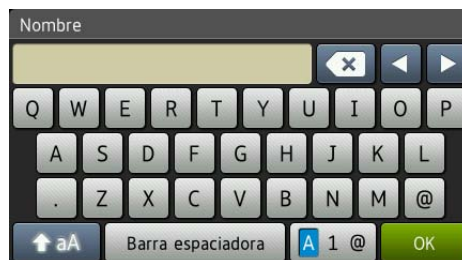 Nombre
Q W E R T Y U I O P
A S D F G H J K L
. Z X C V B N M @
aA Barra espaciadora A 1 @ OK